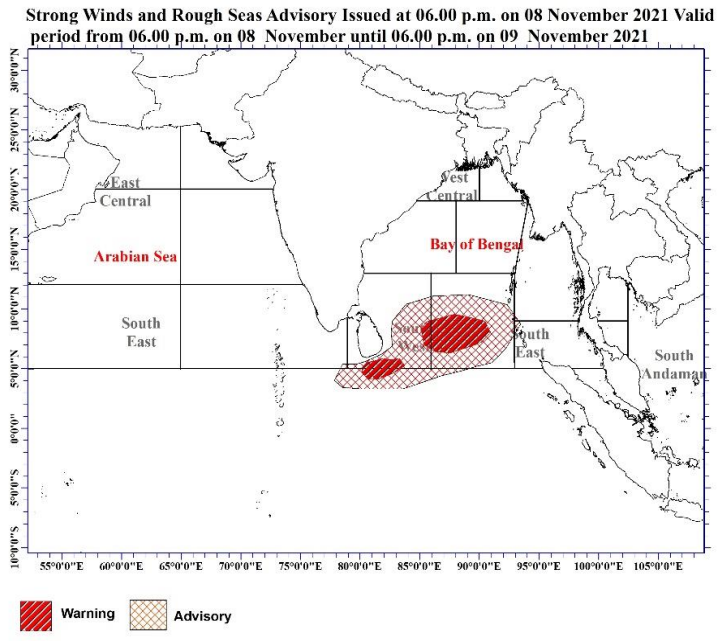 Strong Winds and Rough Seas Advisory Issued at 06.00 p.m. on 08 November 2021 Valid
period from 06.00 p.m. on 08 November until 06.00 p.m. on 09 November 2021
30°0'0"N
25°0'0"N
20°0'0"N
15°0'0"N
10°0'0"N
5°0'0"N
0°0'0"
5°0'0"S
10°0'0"S
East
Central
West
Central
Arabian Sea
Bay of Bengal
South
East
South
West
South
East
South
Andaman
55°0'0"E 60°0'0"E 65°0'0"E 70°0'0"E 75°0'0"E 80°0'0"E 85°0'0"E 90°0'0"E 95°0'0"E 100°0'0"E 105°0'0"E
Warning Advisory